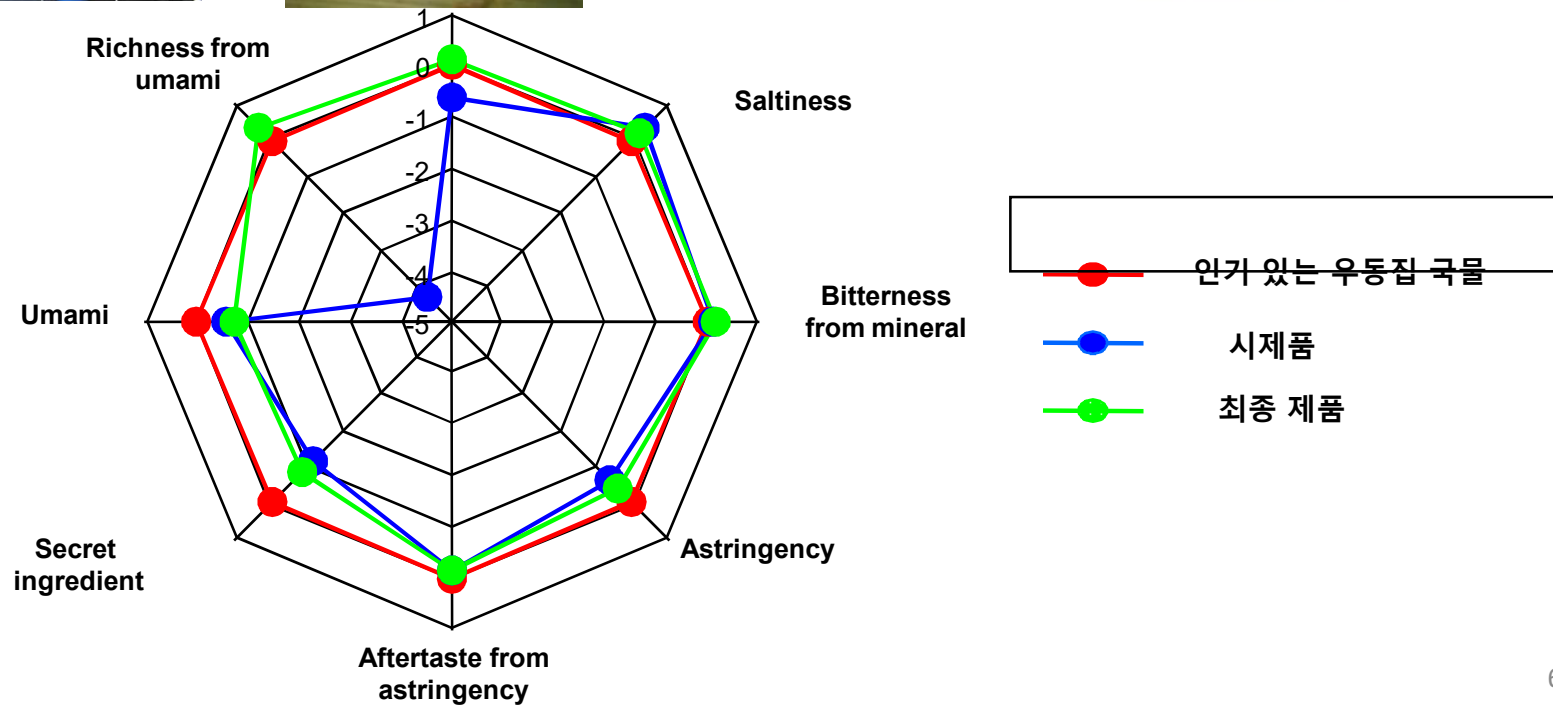 1
0
-1
-2
-3
-4
-5
Richness from
umami
Saltiness
Bitterness
from mineral
Umami
Astringency
Secret
ingredient
Aftertaste from
astringency
인기 있는 우동집 국물
시제품
최종 제품
6